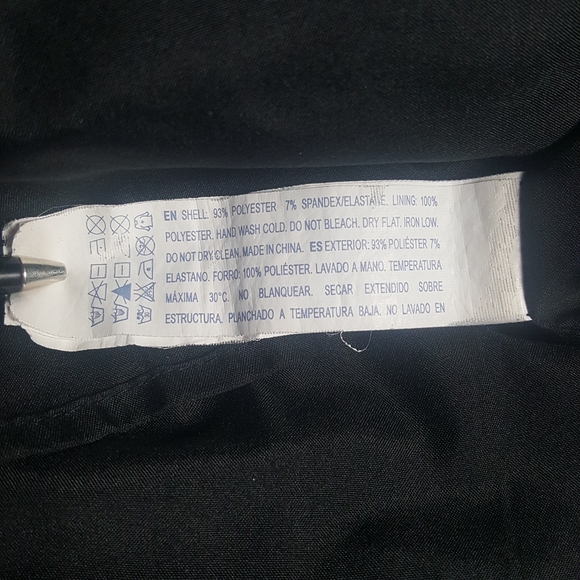 EN SHELL: 93% POLYESTER 7% SPANDEX/ELASTANE. LINING: 100%
POLYESTER. HAND WASH COLD. DO NOT BLEACH. DRY FLAT. IRON LOW.
DO NOT DRY CLEAN. MADE IN CHINA. ES EXTERIOR: 93% POLIÉSTER 7%
ELASTANO. FORRO: 100% POLIÉSTER. LAVADO A MANO. TEMPERATURA
MÁXIMA 30°C. NO BLANQUEAR. SECAR EXTENDIDO SOBRE
ESTRUCTURA. PLANCHADO A TEMPERATURA BAJA. NO LAVADO EN